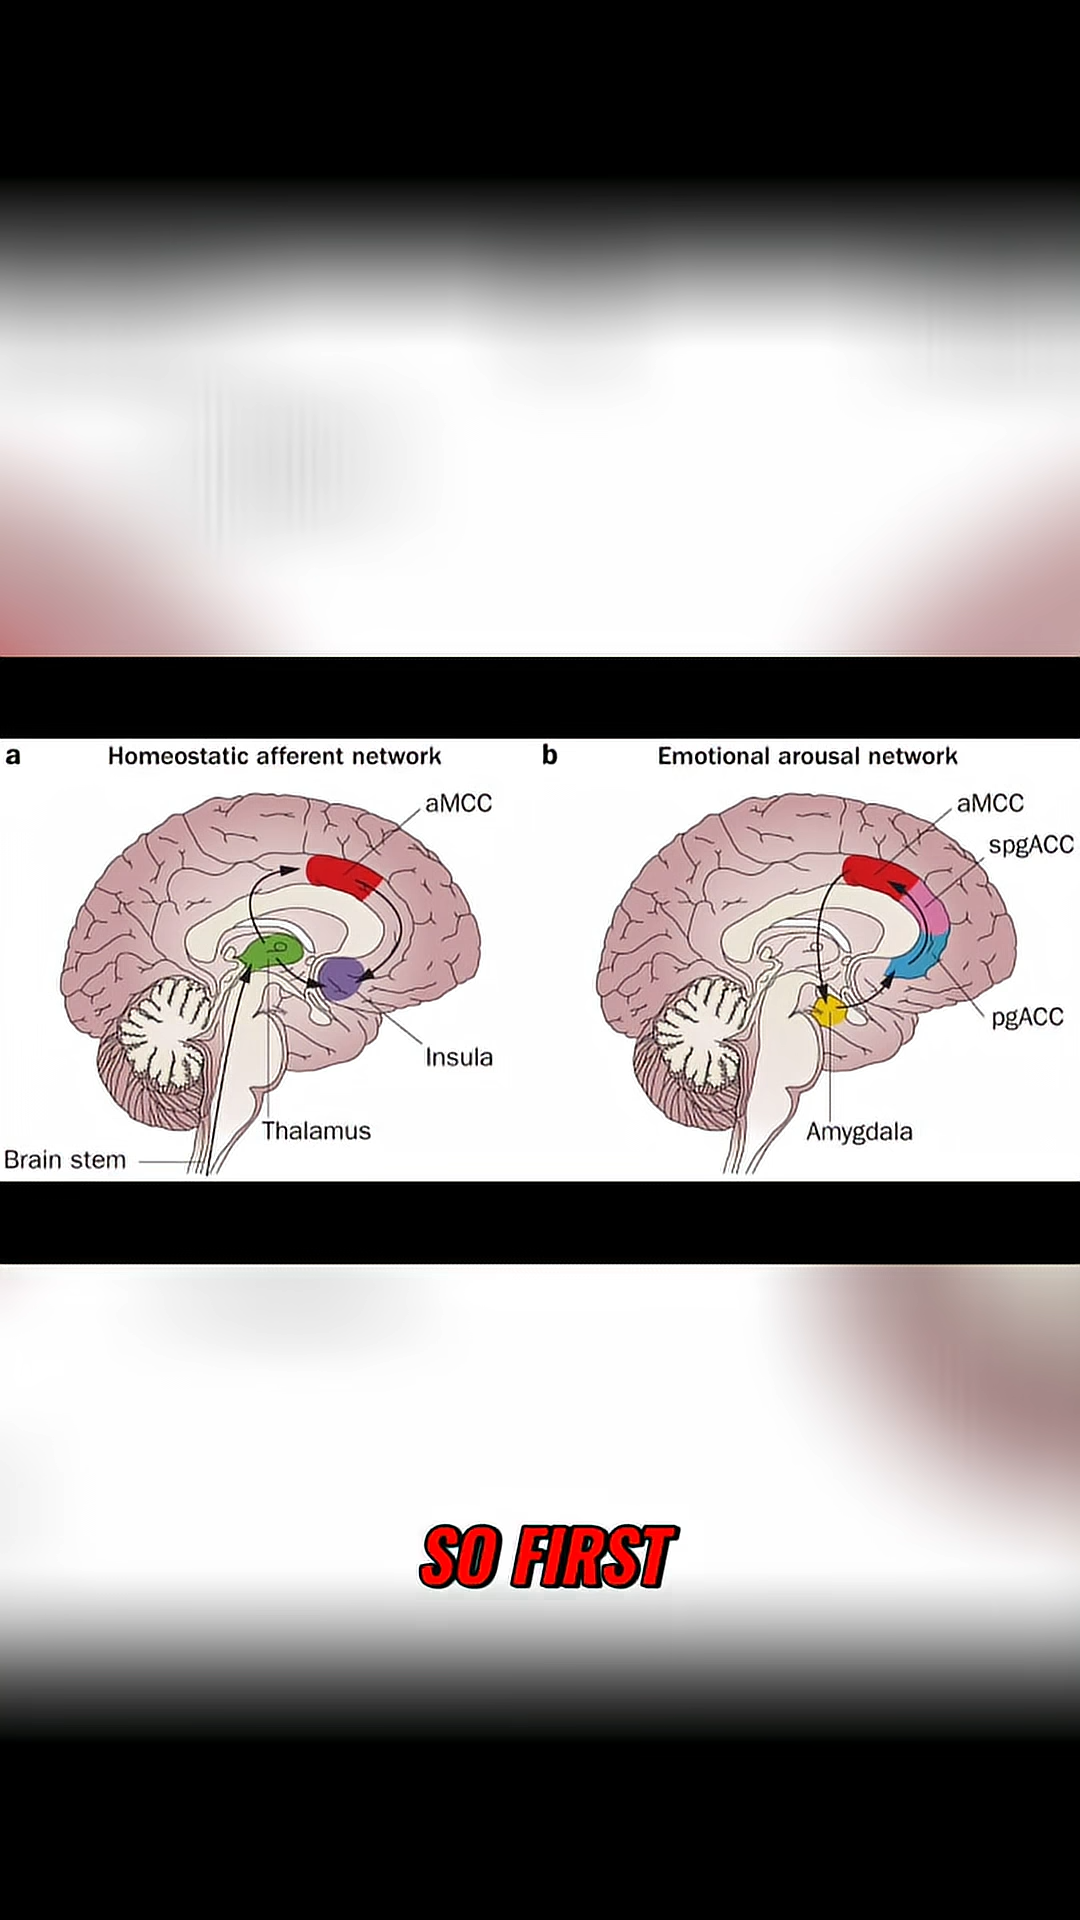 a Homeostatic afferent network
aMCC
Insula
Thalamus
Brain stem
b Emotional arousal network
aMCC
spgACC
pgACC
Amygdala
SO FIRST